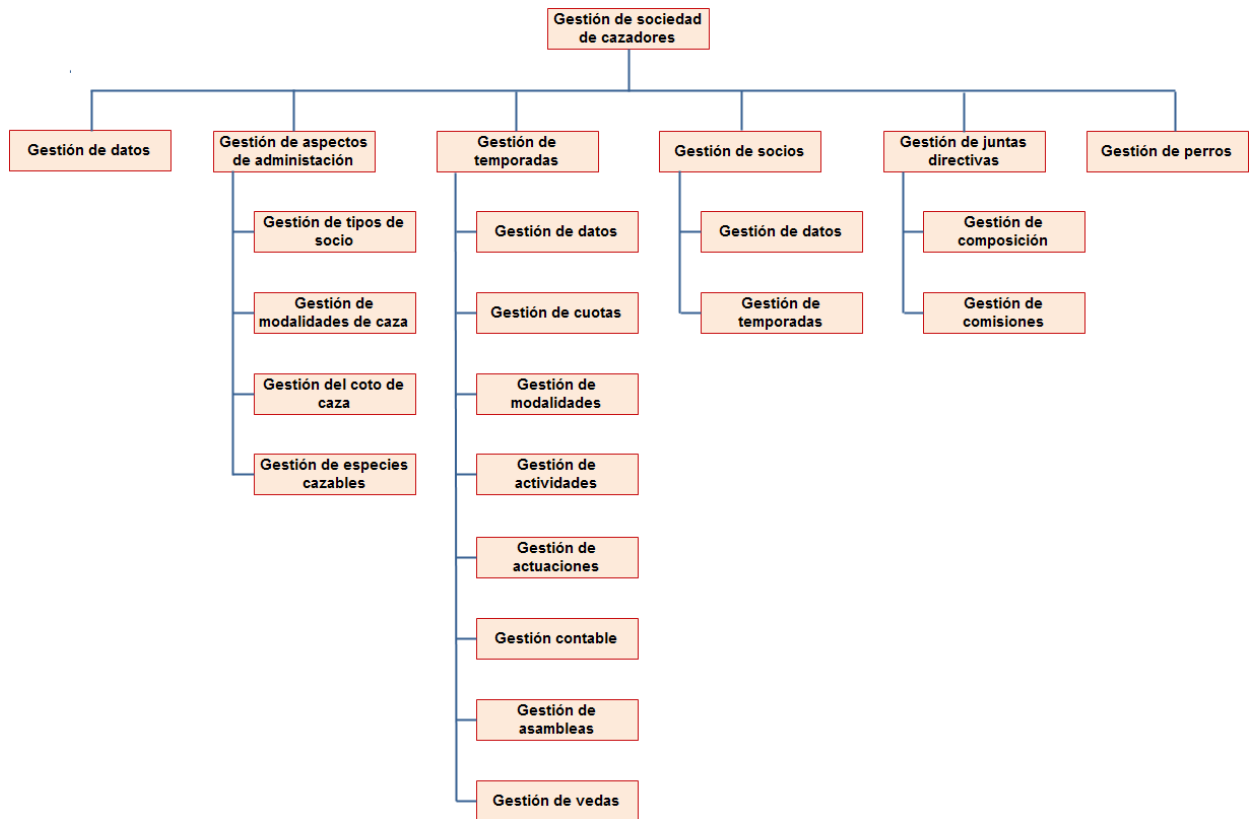 Gestión de sociedad
de cazadores
Gestión de datos
Gestión de aspectos
de administación
Gestión de
temporadas
Gestión de socios
Gestión de juntas
directivas
Gestión de perros
Gestión de tipos de
socio
Gestión de
modalidades de caza
Gestión del coto de
caza
Gestión de especies
cazables
Gestión de datos
Gestión de cuotas
Gestión de
modalidades
Gestión de
actividades
Gestión de
actuaciones
Gestión contable
Gestión de
asambleas
Gestión de vedas
Gestión de datos
Gestión de
temporadas
Gestión de
composición
Gestión de
comisiones